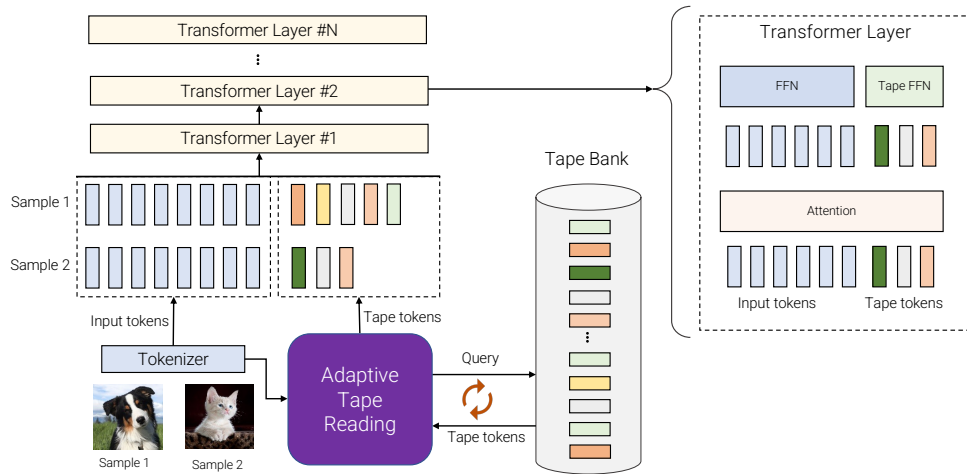 Transformer Layer #N
Transformer Layer #2
Transformer Layer #1
Sample 1
Sample 2
Input tokens
Tape tokens
Tokenizer
Adaptive
Tape
Reading
Sample 1
Sample 2
Query
Tape tokens
Tape Bank
Transformer Layer
FFN
Tape FFN
Attention
Input tokens
Tape tokens